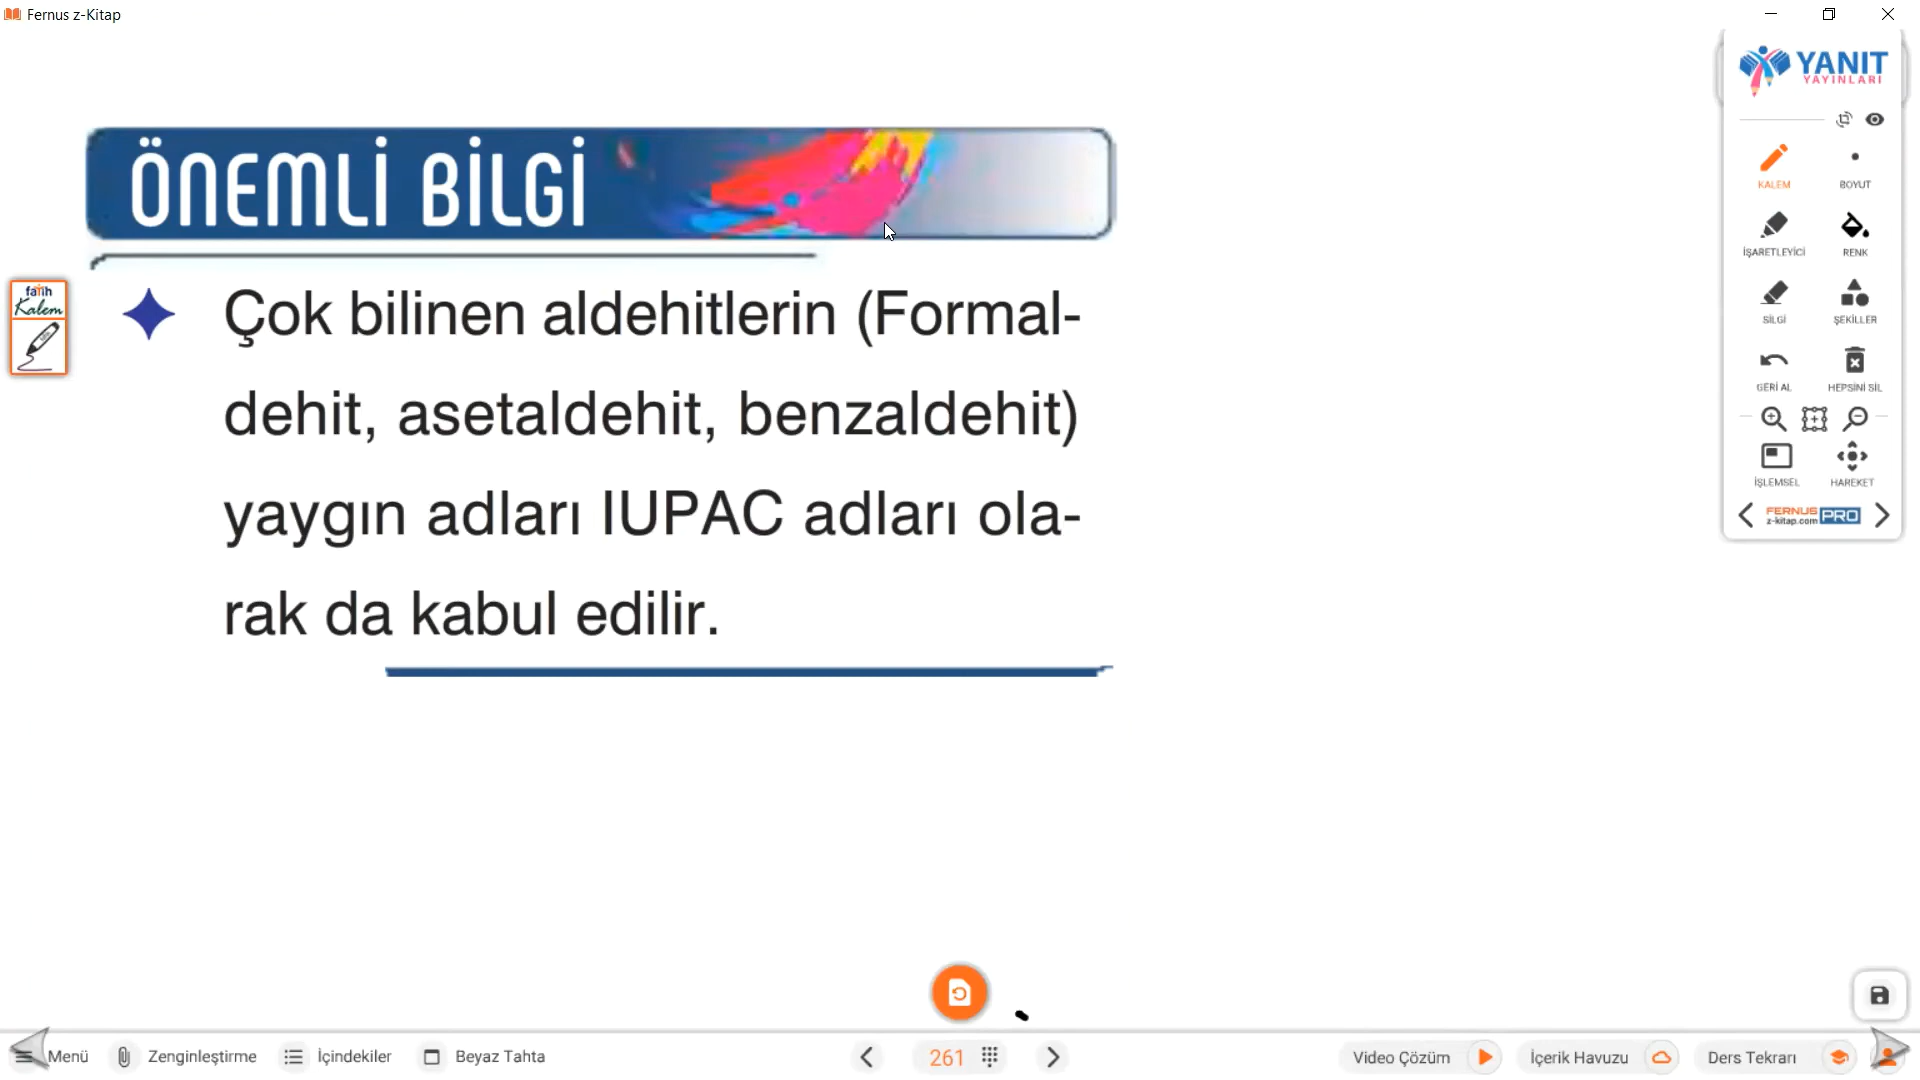 Fernus z-Kitap
YANIT
YAYINLARI
ÖNEMLİ BİLGİ
KALEM
BOYUT
İŞARETLEYİCİ
RENK
fatih
Kalem
Çok bilinen aldehitlerin (Formal-
dehit, asetaldehit, benzaldehit)
yaygın adları IUPAC adları ola-
rak da kabul edilir.
SİLGİ
ŞEKİLLER
GERİ AL
HEPSİNİ SİL
İŞLEMSEL
HAREKET
FERNUS
z-kitap.com
PRO
Menü
Zenginleştirme
İçindekiler
Beyaz Tahta
261
Video Çözüm
İçerik Havuzu
Ders Tekrarı